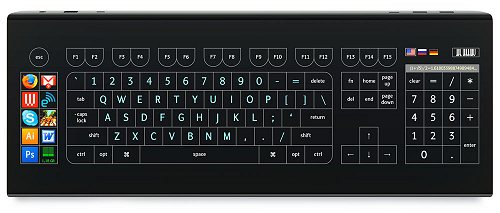 esc F1 F2 F3 F4 F5 F6 F7 F8 F9 F10 F11 F12 F13 F14 F15
` 1 2 3 4 5 6 7 8 9 0 - = delete fn home page up clear = / *
tab Q W E R T Y U I O P [ ] \ del end page down 7 8 9 -
caps lock A S D F G H J K L ; ' return 4 5 6 +
Ai W shift Z X C V B N M , . / shift ↑ 1 2 3 enter
Ps ctrl opt ⌘ space ⌘ opt ctrl ← ↓ → 0 .